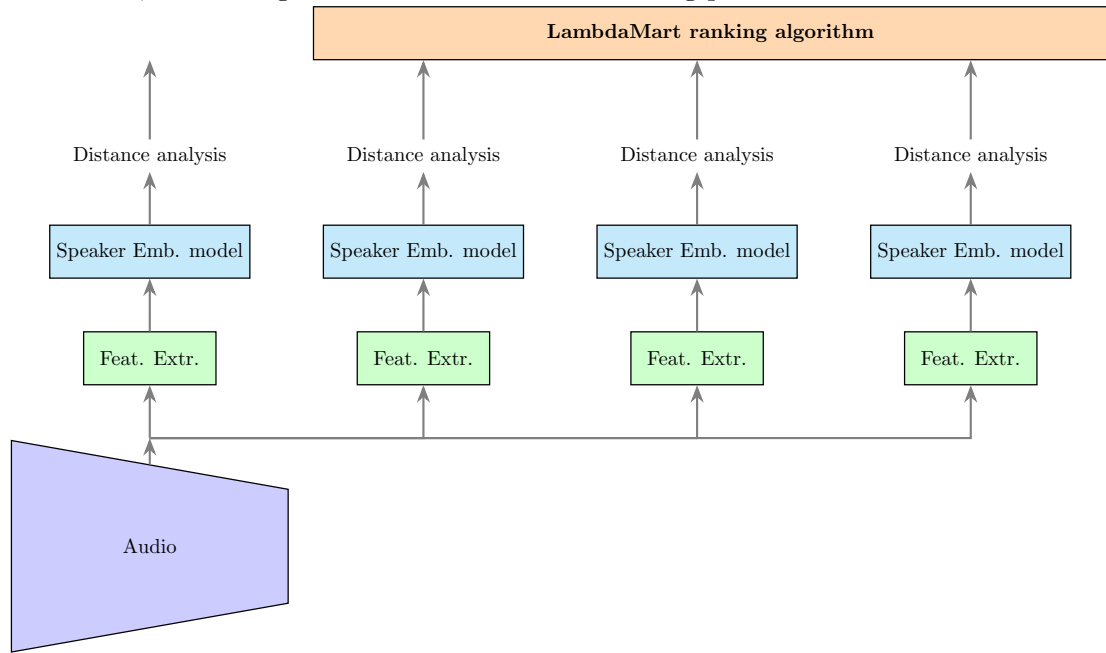 LambdaMart ranking algorithm
Distance analysis Distance analysis Distance analysis Distance analysis
Speaker Emb. model Speaker Emb. model Speaker Emb. model Speaker Emb. model
Feat. Extr. Feat. Extr. Feat. Extr. Feat. Extr.
Audio